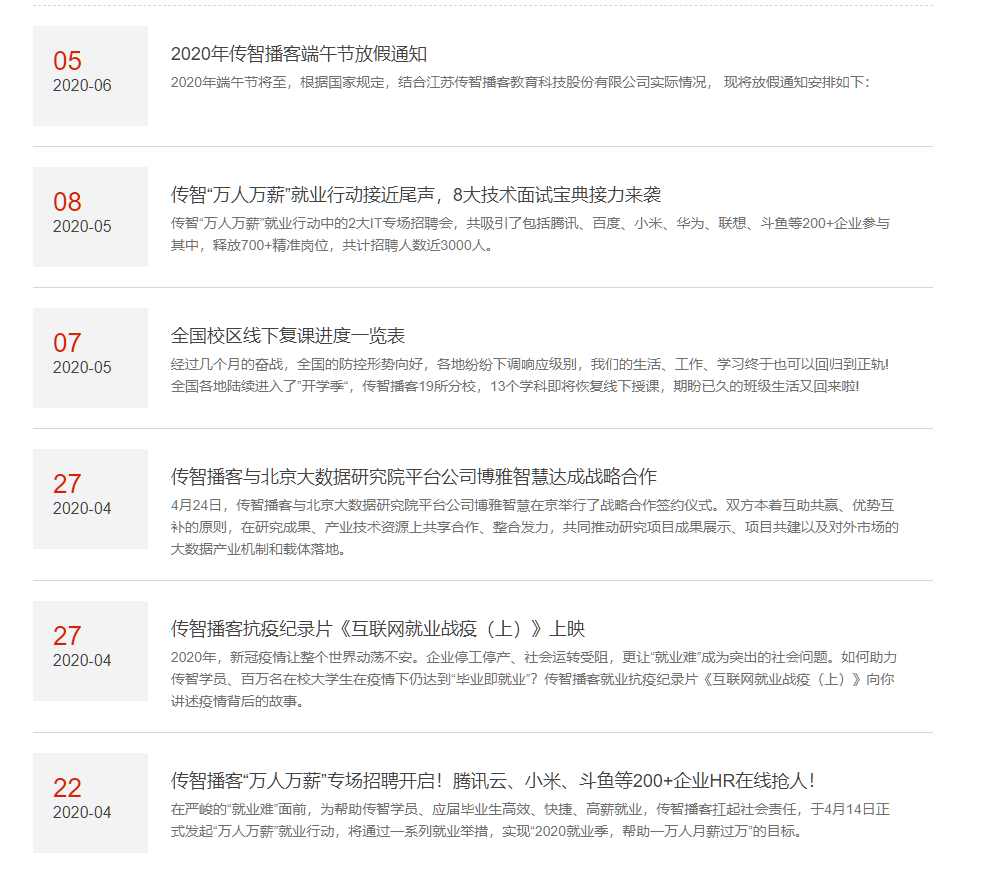 05
2020-06
2020年传智播客端午节放假通知
2020年端午节将至，根据国家规定，结合江苏传智播客教育科技股份有限公司实际情况， 现将放假通知安排如下：
08
2020-05
传智“万人万薪”就业行动接近尾声，8大技术面试宝典接力来袭
传智“万人万薪”就业行动中的2大IT专场招聘会，共吸引了包括腾讯、百度、小米、华为、联想、斗鱼等200+企业参与
其中，释放700+精准岗位，共计招聘人数近3000人。
07
2020-05
全国校区线下复课进度一览表
经过几个月的奋战，全国的防控形势向好，各地纷纷下调响应级别，我们的生活、工作、学习终于也可以回归到正轨!
全国各地陆续进入了”开学季“，传智播客19所分校，13个学科即将恢复线下授课，期盼已久的班级生活又回来啦!
27
2020-04
传智播客与北京大数据研究院平台公司博雅智慧达成战略合作
4月24日，传智播客与北京大数据研究院平台公司博雅智慧在京举行了战略合作签约仪式。双方本着互助共赢、优势互
补的原则，在研究成果、产业技术资源上共享合作、整合发力，共同推动研究项目成果展示、项目共建以及对外市场的
大数据产业机制和载体落地。
27
2020-04
传智播客抗疫纪录片《互联网就业战疫（上）》上映
2020年，新冠疫情让整个世界动荡不安。企业停工停产、社会运转受阻，更让“就业难”成为突出的社会问题。如何助力
传智学员、百万名在校大学生在疫情下仍达到“毕业即就业”？传智播客就业抗疫纪录片《互联网就业战疫（上）》向你
讲述疫情背后的故事。
22
2020-04
传智播客“万人万薪”专场招聘开启！腾讯云、小米、斗鱼等200+企业HR在线抢人！
在严峻的“就业难”面前，为帮助传智学员、应届毕业生高效、快捷、高薪就业，传智播客扛起社会责任，于4月14日正
式发起“万人万薪”就业行动，将通过一系列就业举措，实现“2020就业季，帮助一万人月薪过万”的目标。